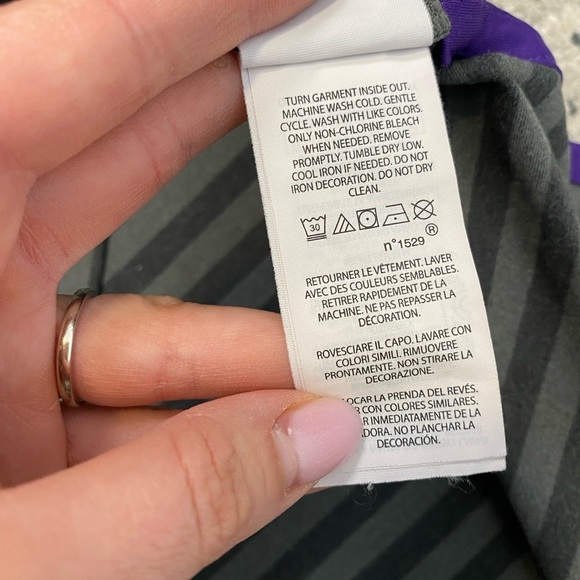 TURN GARMENT INSIDE OUT.
MACHINE WASH COLD. GENTLE
CYCLE. WASH WITH LIKE COLORS.
ONLY NON-CHLORINE BLEACH
WHEN NEEDED. REMOVE
PROMPTLY. TUMBLE DRY LOW.
COOL IRON IF NEEDED. DO NOT
IRON DECORATION. DO NOT DRY
CLEAN.
30
n°1529 ®
RETOURNER LE VÊTEMENT. LAVER
AVEC DES COULEURS SEMBLABLES.
RETIRER RAPIDEMENT DE LA
MACHINE. NE PAS REPASSER LA
DÉCORATION.
ROVESCIARE IL CAPO. LAVARE CON
COLORI SIMILI. RIMUOVERE
PRONTAMENTE. NON STIRARE LA
DECORAZIONE.
LA PRENDA DEL REVÉS.
CON COLORES SIMILARES.
INMEDIATAMENTE DE LA
NO PLANCHAR LA
DECORACIÓN.